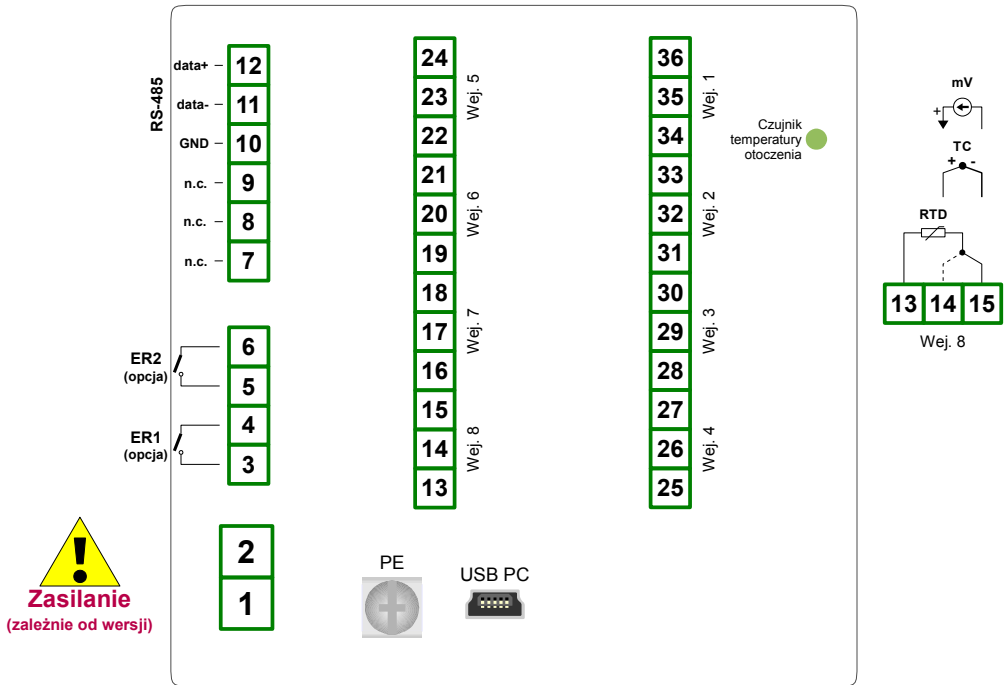 RS-485
data+
12
data-
11
GND
10
n.c.
9
n.c.
8
n.c.
7
ER2
(opcja)
6
5
ER1
(opcja)
4
3
Zasilanie
(zależnie od wersji)
2
1
PE
USB PC
24
23
22
Wej. 5
21
20
19
Wej. 6
18
17
16
Wej. 7
15
14
13
Wej. 8
36
35
34
Wej. 1
33
32
31
Wej. 2
30
29
28
Wej. 3
27
26
25
Wej. 4
Czujnik
temperatury
otoczenia
mV
+
TC
+ -
RTD
13 14 15
Wej. 8